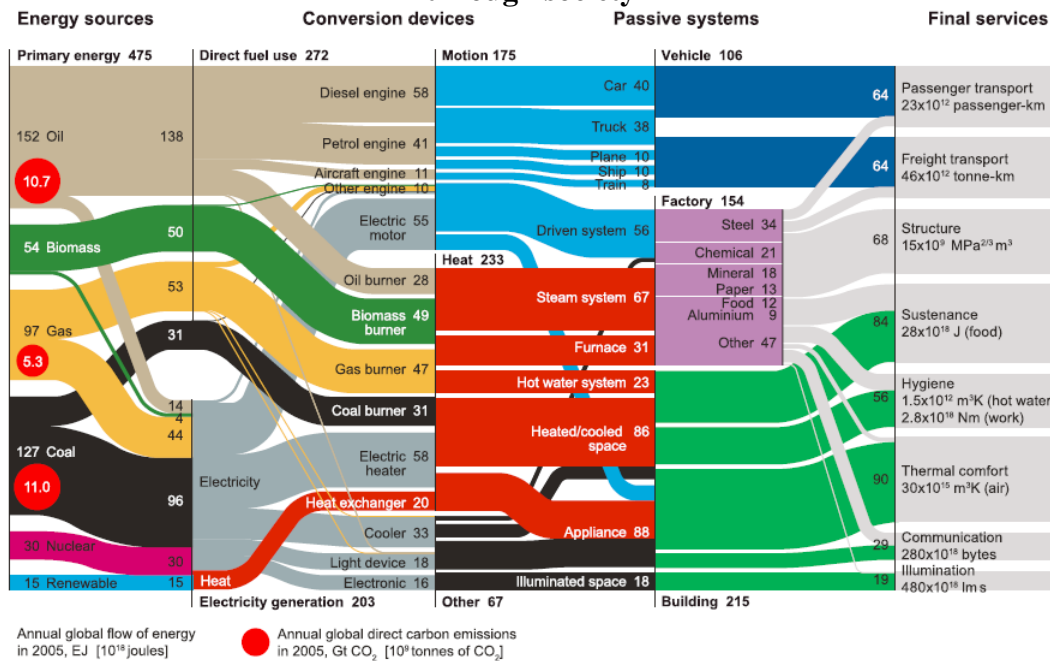 through society
Energy sources
Conversion devices
Passive systems
Final services
Primary energy 475
Direct fuel use 272
Motion 175
Vehicle 106
152 Oil
138
10.7
54 Biomass
50
53
97 Gas
5.3
31
14
4
44
127 Coal
11.0
96
30 Nuclear
30
15 Renewable
15
Diesel engine 58
Petrol engine 41
Aircraft engine 11
Other engine 10
Electric
motor
55
Oil burner 28
Biomass
burner
49
Gas burner 47
Coal burner 31
Electricity
Electric
heater
58
Heat exchanger 20
Cooler 33
Light device 18
Heat
Electronic 16
Electricity generation 203
Car 40
Truck 38
Plane 10
Ship 10
Train 8
Driven system 56
Heat 233
Steam system 67
Furnace 31
Hot water system 23
Heated/cooled
space
86
Appliance 88
Illuminated space 18
Other 67
64
64
Factory 154
Steel 34
Chemical 21
Mineral 18
Paper 13
Food 12
Aluminium 9
Other 47
68
84
56
90
29
19
Building 215
Passenger transport
23x10¹² passenger-km
Freight transport
46x10¹² tonne-km
Structure
15x10⁹ MPa²ᐟ³ m³
Sustenance
28x10¹⁸ J (food)
Hygiene
1.5x10¹² m³K (hot water
2.8x10¹⁸ Nm (work)
Thermal comfort
30x10¹⁵ m³K (air)
Communication
280x10¹⁸ bytes
Illumination
480x10¹⁸ lm s
Annual global flow of energy
in 2005, EJ [10¹⁸ joules]
Annual global direct carbon emissions
in 2005, Gt CO₂ [10⁹ tonnes of CO₂]